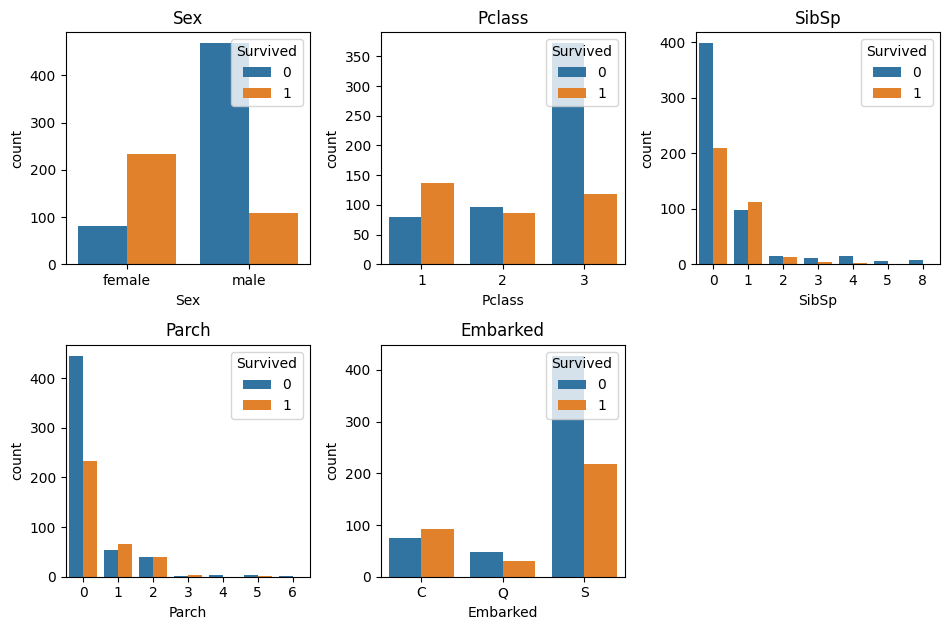 Sex
Survived
0
1
count
400
300
200
100
0
female male
Sex
Pclass
Survived
0
1
count
350
300
250
200
150
100
50
0
1 2 3
Pclass
SibSp
Survived
0
1
count
400
300
200
100
0
0 1 2 3 4 5 8
SibSp
Parch
Survived
0
1
count
400
300
200
100
0
0 1 2 3 4 5 6
Parch
Embarked
Survived
0
1
count
400
300
200
100
0
C Q S
Embarked